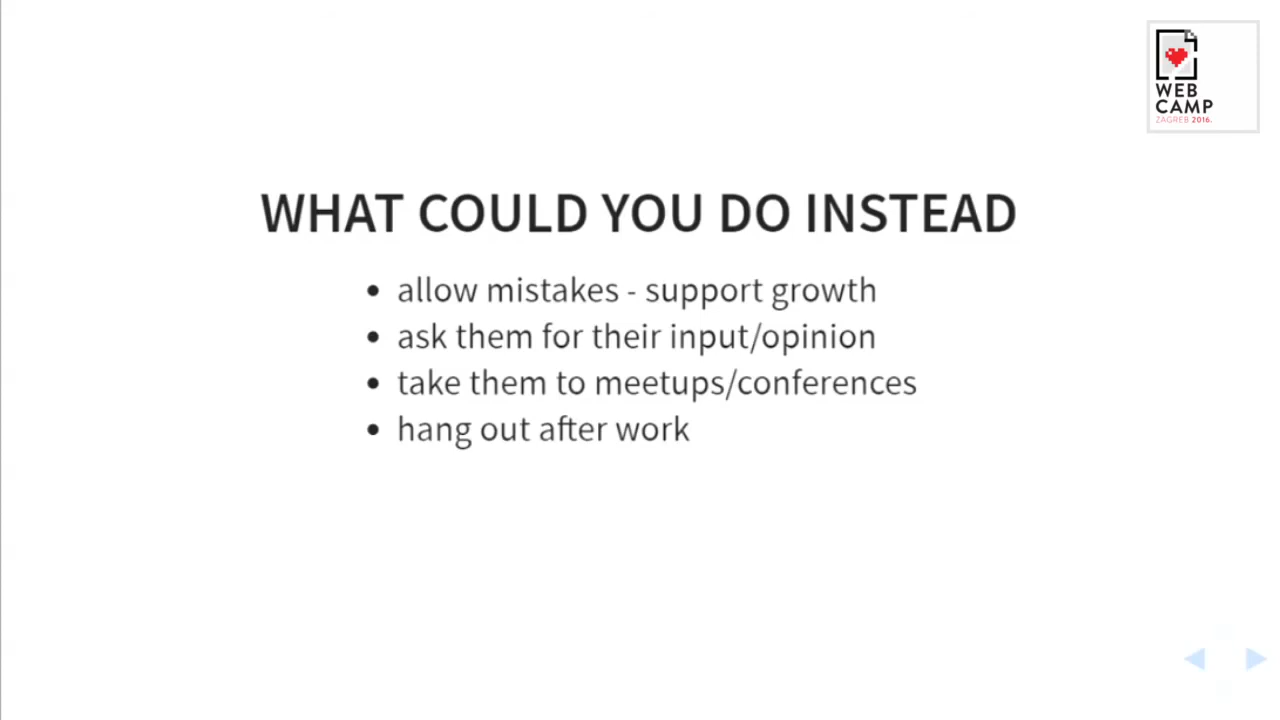 WEB
CAMP
ZAGREB 2016.
WHAT COULD YOU DO INSTEAD
• allow mistakes - support growth
• ask them for their input/opinion
• take them to meetups/conferences
• hang out after work